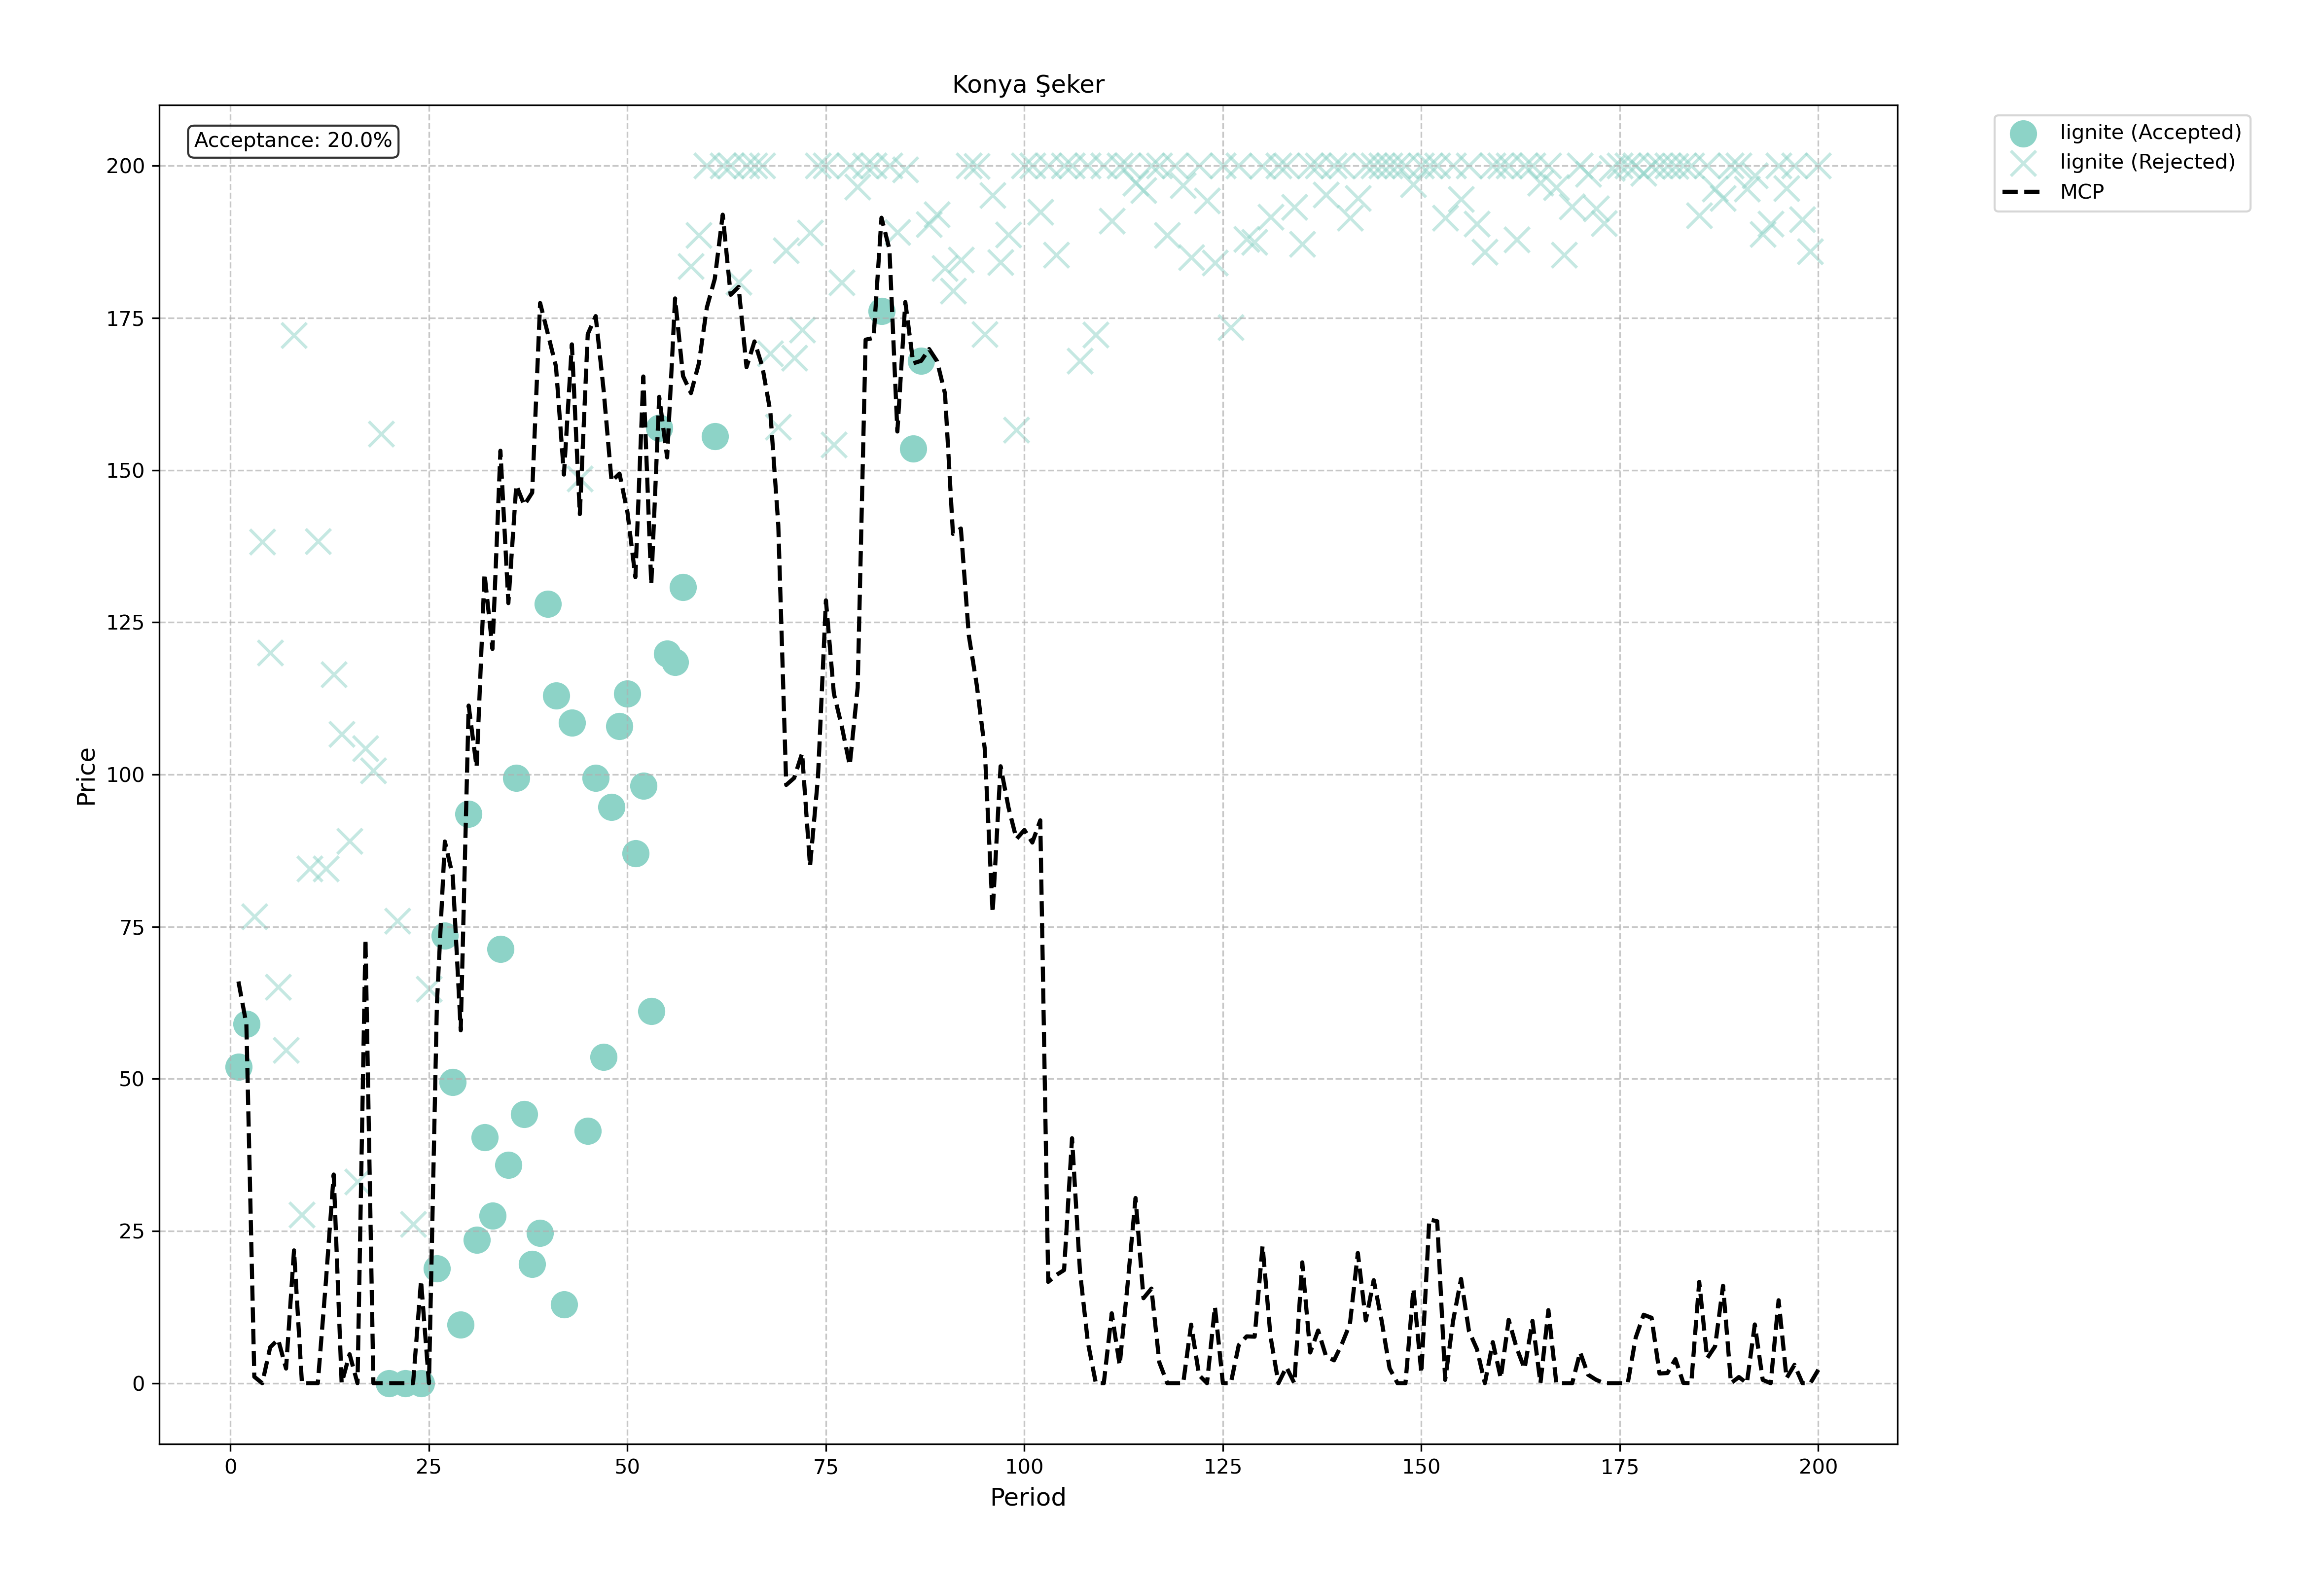 Konya Şeker
Acceptance: 20.0%
lignite (Accepted)
lignite (Rejected)
MCP
Price
200
175
150
125
100
75
50
25
0
0 25 50 75 100 125 150 175 200
Period